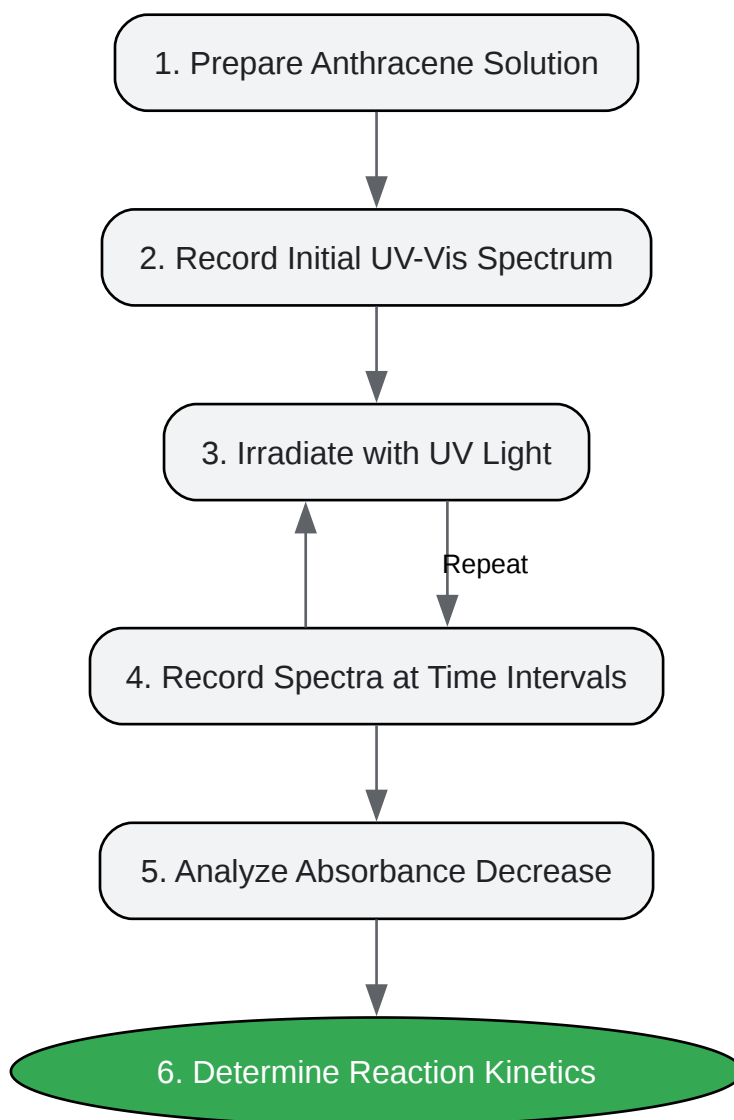 1. Prepare Anthracene Solution
2. Record Initial UV-Vis Spectrum
3. Irradiate with UV Light
Repeat
4. Record Spectra at Time Intervals
5. Analyze Absorbance Decrease
6. Determine Reaction Kinetics